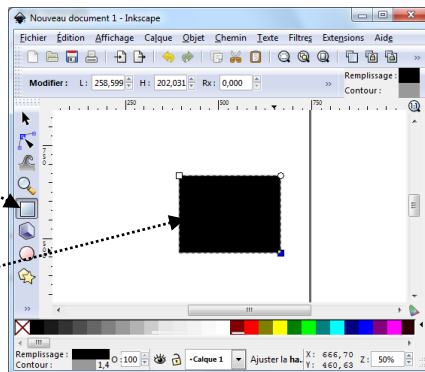 Nouveau document 1 - Inkscape
Fichier Édition Affichage Calque Objet Chemin Texte Filtres Extensions Aide
Modifier : L : 258,599 H : 202,031 Rx : 0,000 » Remplissage :
Contour :
250 500 750
750
500
Remplissage : O : 100 •Calque 1 Ajuster la ha. X : 666,70 Z : 50%
Contour : 1,4 Y : 460,63